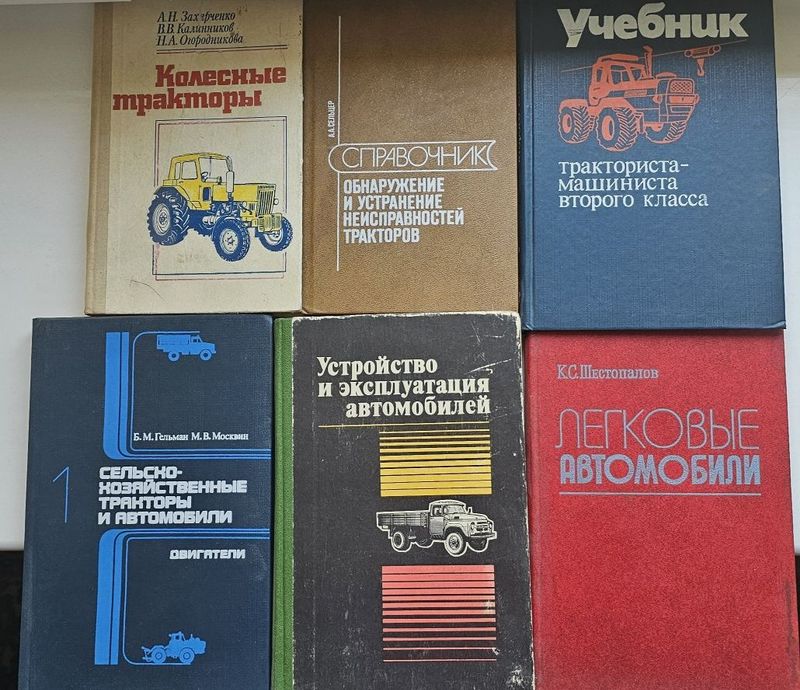 А.Н. Захарченко
В.В. Калинников
Н.А. Огородникова
Колесные
тракторы
А.А. СЕЛЬЦЕР
СПРАВОЧНИК
ОБНАРУЖЕНИЕ
И УСТРАНЕНИЕ
НЕИСПРАВНОСТЕЙ
ТРАКТОРОВ
Учебник
тракториста-
машиниста
второго класса
Б. М. Гельман М. В. Москвин
1
СЕЛЬСКО-
ХОЗЯЙСТВЕННЫЕ
ТРАКТОРЫ
И АВТОМОБИЛИ
ДВИГАТЕЛИ
Устройство
и эксплуатация
автомобилей
К.С. Шестопалов
ЛЕГКОВЫЕ
АВТОМОБИЛИ